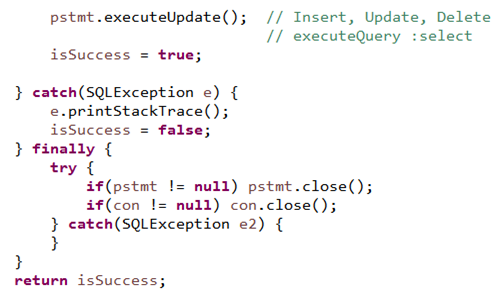 pstmt.executeUpdate();  // Insert, Update, Delete
// executeQuery :select
isSuccess = true;
} catch(SQLException e) {
e.printStackTrace();
isSuccess = false;
} finally {
try {
if(pstmt != null) pstmt.close();
if(con != null) con.close();
} catch(SQLException e2) {
}
}
return isSuccess;